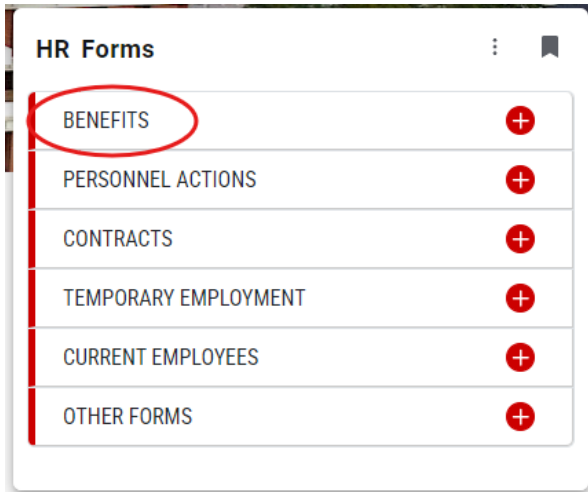 HR Forms
BENEFITS
PERSONNEL ACTIONS
CONTRACTS
TEMPORARY EMPLOYMENT
CURRENT EMPLOYEES
OTHER FORMS